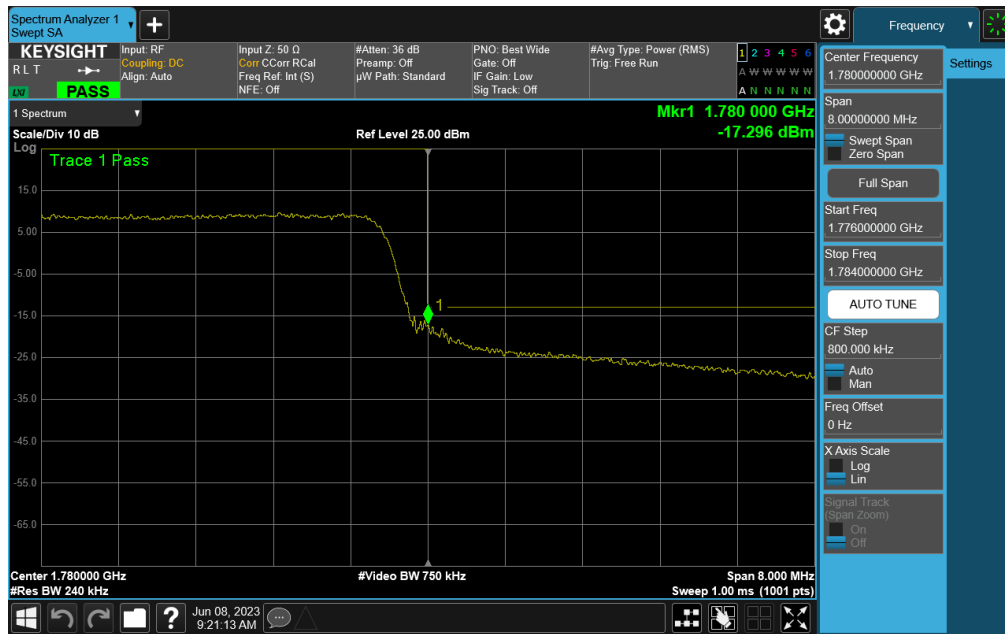 Spectrum Analyzer 1
Swept SA
Frequency
KEYSIGHT
R L T
LXI
PASS
Input: RF
Coupling: DC
Align: Auto
Input Z: 50 Ω
Corr CCorr RCal
Freq Ref: Int (S)
NFE: Off
#Atten: 36 dB
Preamp: Off
µW Path: Standard
PNO: Best Wide
Gate: Off
IF Gain: Low
Sig Track: Off
#Avg Type: Power (RMS)
Trig: Free Run
1 2 3 4 5 6
A W W W W W
A N N N N N
1 Spectrum
Mkr1 1.780 000 GHz
Scale/Div 10 dB
Ref Level 25.00 dBm
-17.296 dBm
Log
Trace 1 Pass
15.0
5.00
-5.00
1
-15.0
-25.0
-35.0
-45.0
-55.0
-65.0
Center 1.780000 GHz
#Video BW 750 kHz
Span 8.000 MHz
#Res BW 240 kHz
Sweep 1.00 ms (1001 pts)
Jun 08, 2023
9:21:13 AM
Center Frequency
1.780000000 GHz
Settings
Span
8.00000000 MHz
Swept Span
Zero Span
Full Span
Start Freq
1.776000000 GHz
Stop Freq
1.784000000 GHz
AUTO TUNE
CF Step
800.000 kHz
Auto
Man
Freq Offset
0 Hz
X Axis Scale
Log
Lin
Signal Track
(Span Zoom)
On
Off